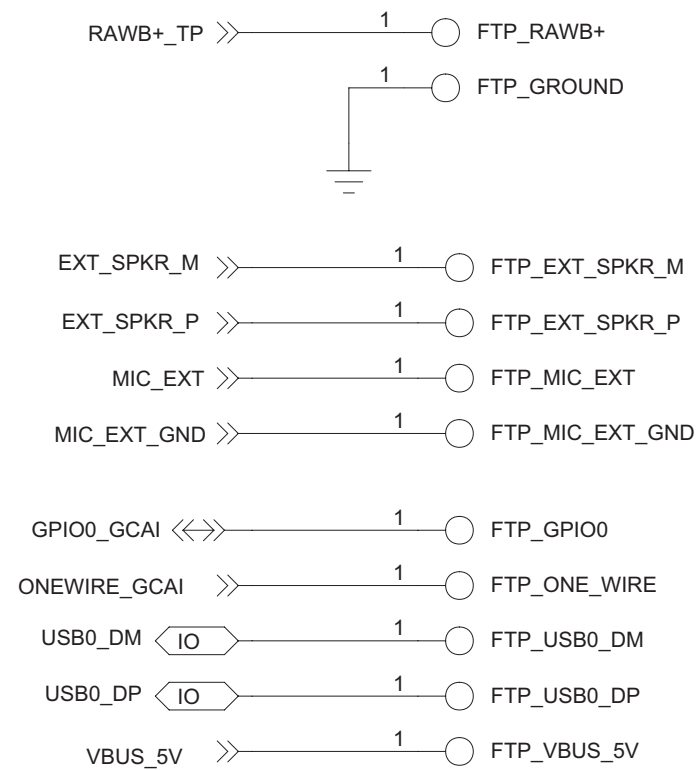 RAWB+_TP 1 FTP_RAWB+
1 FTP_GROUND
EXT_SPKR_M 1 FTP_EXT_SPKR_M
EXT_SPKR_P 1 FTP_EXT_SPKR_P
MIC_EXT 1 FTP_MIC_EXT
MIC_EXT_GND 1 FTP_MIC_EXT_GND
GPIO0_GCAI 1 FTP_GPIO0
ONEWIRE_GCAI 1 FTP_ONE_WIRE
USB0_DM IO 1 FTP_USB0_DM
USB0_DP IO 1 FTP_USB0_DP
VBUS_5V 1 FTP_VBUS_5V